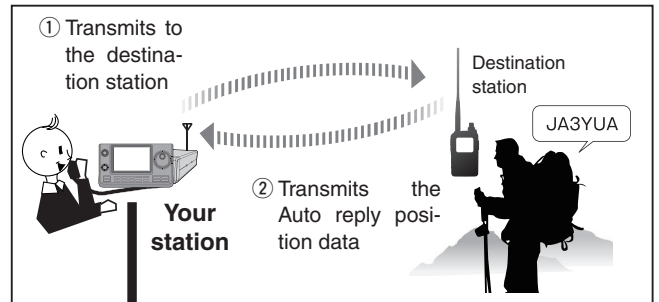 ① Transmits to
the destina-
tion station
Destination
station
JA3YUA
② Transmits the
Auto reply posi-
tion data
Your
station